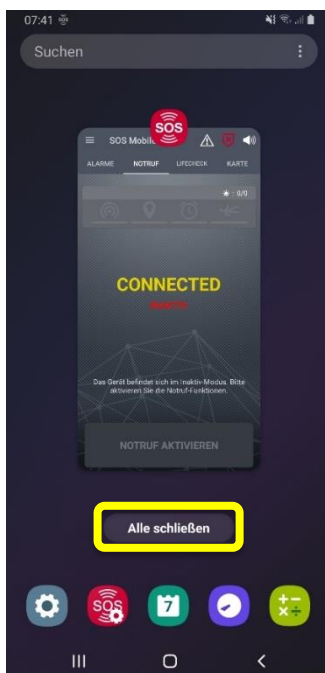 07:41
Suchen
SOS
SOS Mobile
ALARME NOTRUF LIFECHECK KARTE
: 0/0
CONNECTED
Das Gerät befindet sich im Inaktiv-Modus. Bitte
aktivieren Sie die Notruf-Funktionen.
NOTRUF AKTIVIEREN
Alle schließen
SOS
7